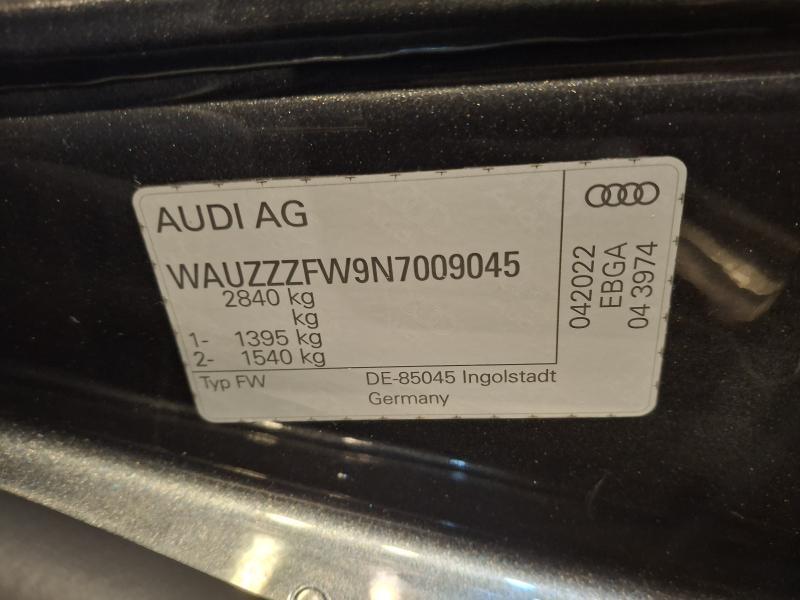 AUDI AG
WAUZZZFW9N7009045
2840 kg
kg
1- 1395 kg
2- 1540 kg
Typ FW
DE-85045 Ingolstadt
Germany
042022
EBGA
04 3974